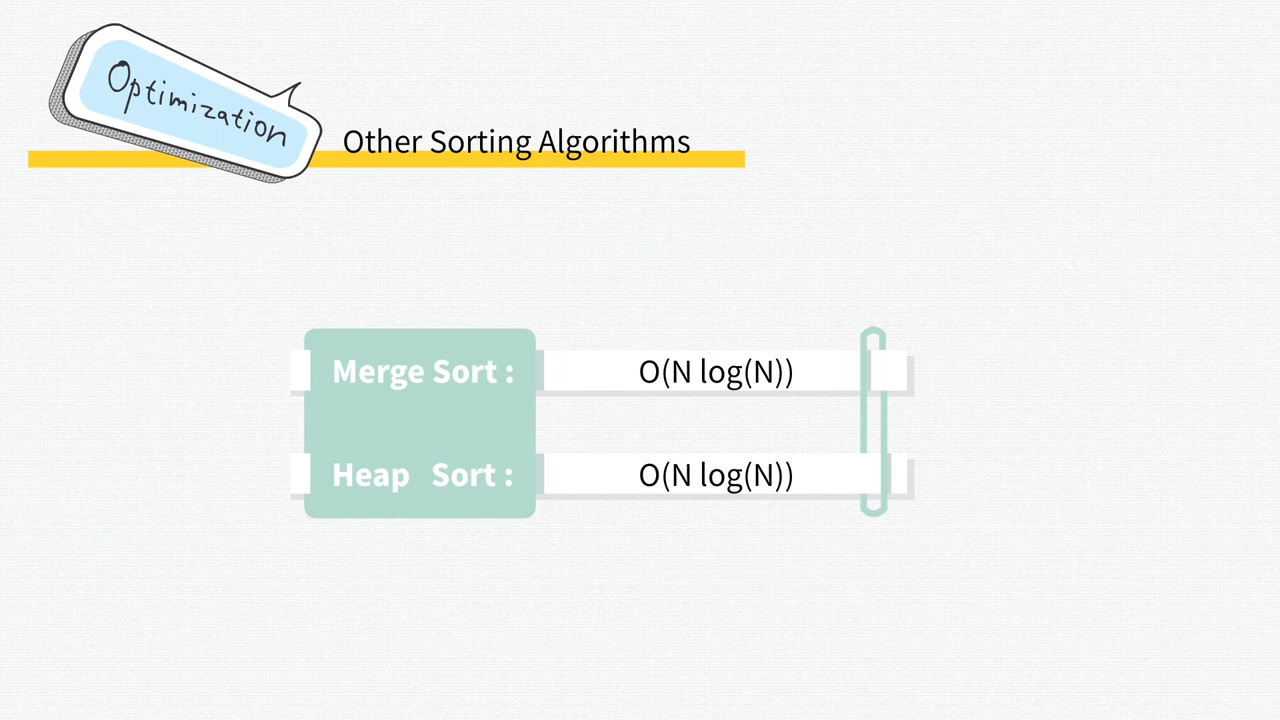 Optimization
Other Sorting Algorithms
Merge Sort : O(N log(N))
Heap Sort : O(N log(N))